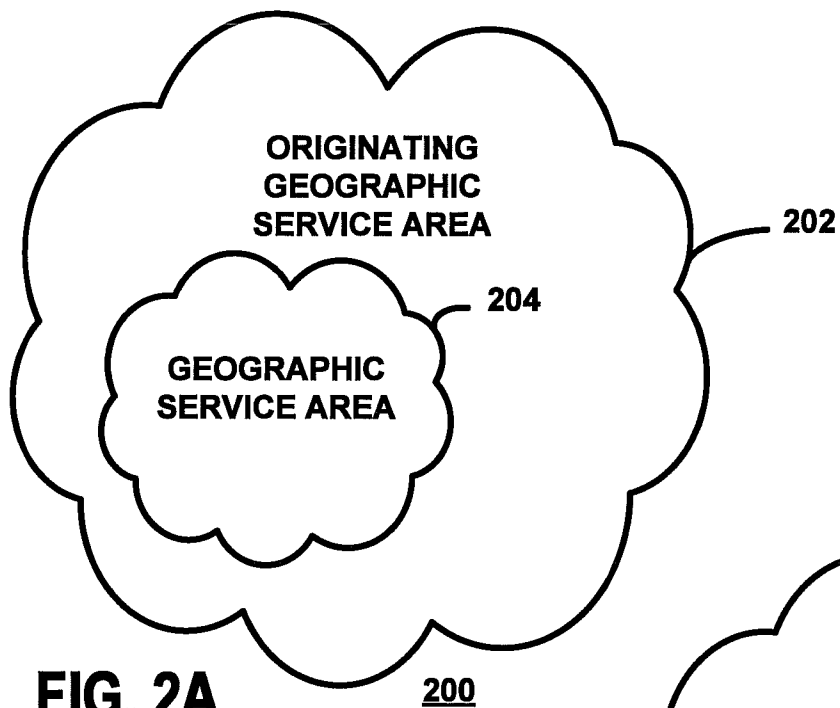 ORIGINATING
GEOGRAPHIC
SERVICE AREA
202
204
GEOGRAPHIC
SERVICE AREA
FIG. 2A
200